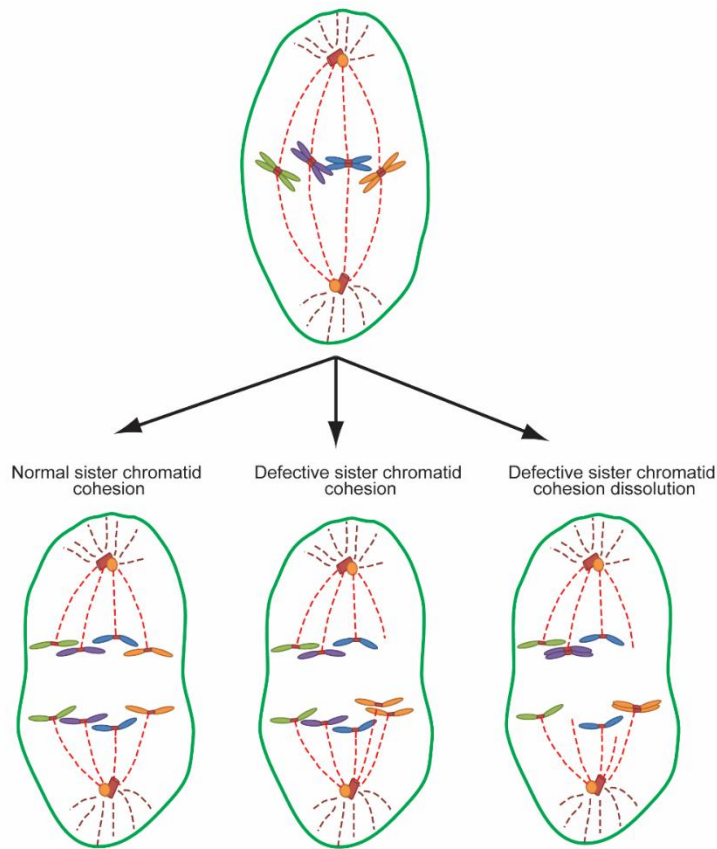 Normal sister chromatid
cohesion
Defective sister chromatid
cohesion
Defective sister chromatid
cohesion dissolution